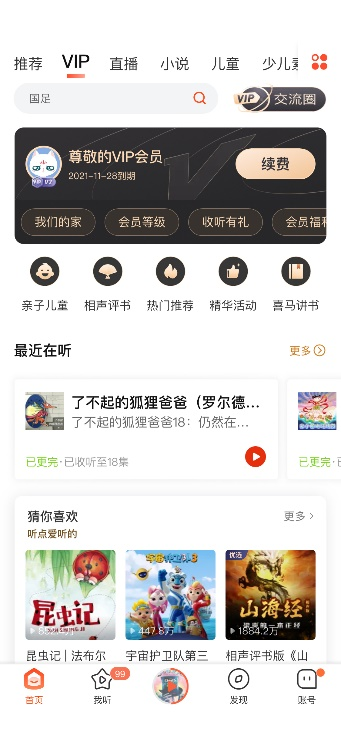 推荐
VIP
直播
小说
儿童
少儿素
国足
VIP 交流圈
尊敬的VIP会员
2021-11-28到期
续费
我们的家
会员等级
收听有礼
会员福利
亲子儿童
相声评书
热门推荐
精华活动
喜马讲书
最近在听
更多
了不起的狐狸爸爸（罗尔德...
了不起的狐狸爸爸18：仍然在...
已更完·已收听至18集
已更完·
猜你喜欢
更多
听点爱听的
昆虫记
宇宙护卫队3
447.8万
优选
山海经
1884.2万
昆虫记 | 法布尔
宇宙护卫队第三
相声评书版《山
99
首页
我听
发现
账号